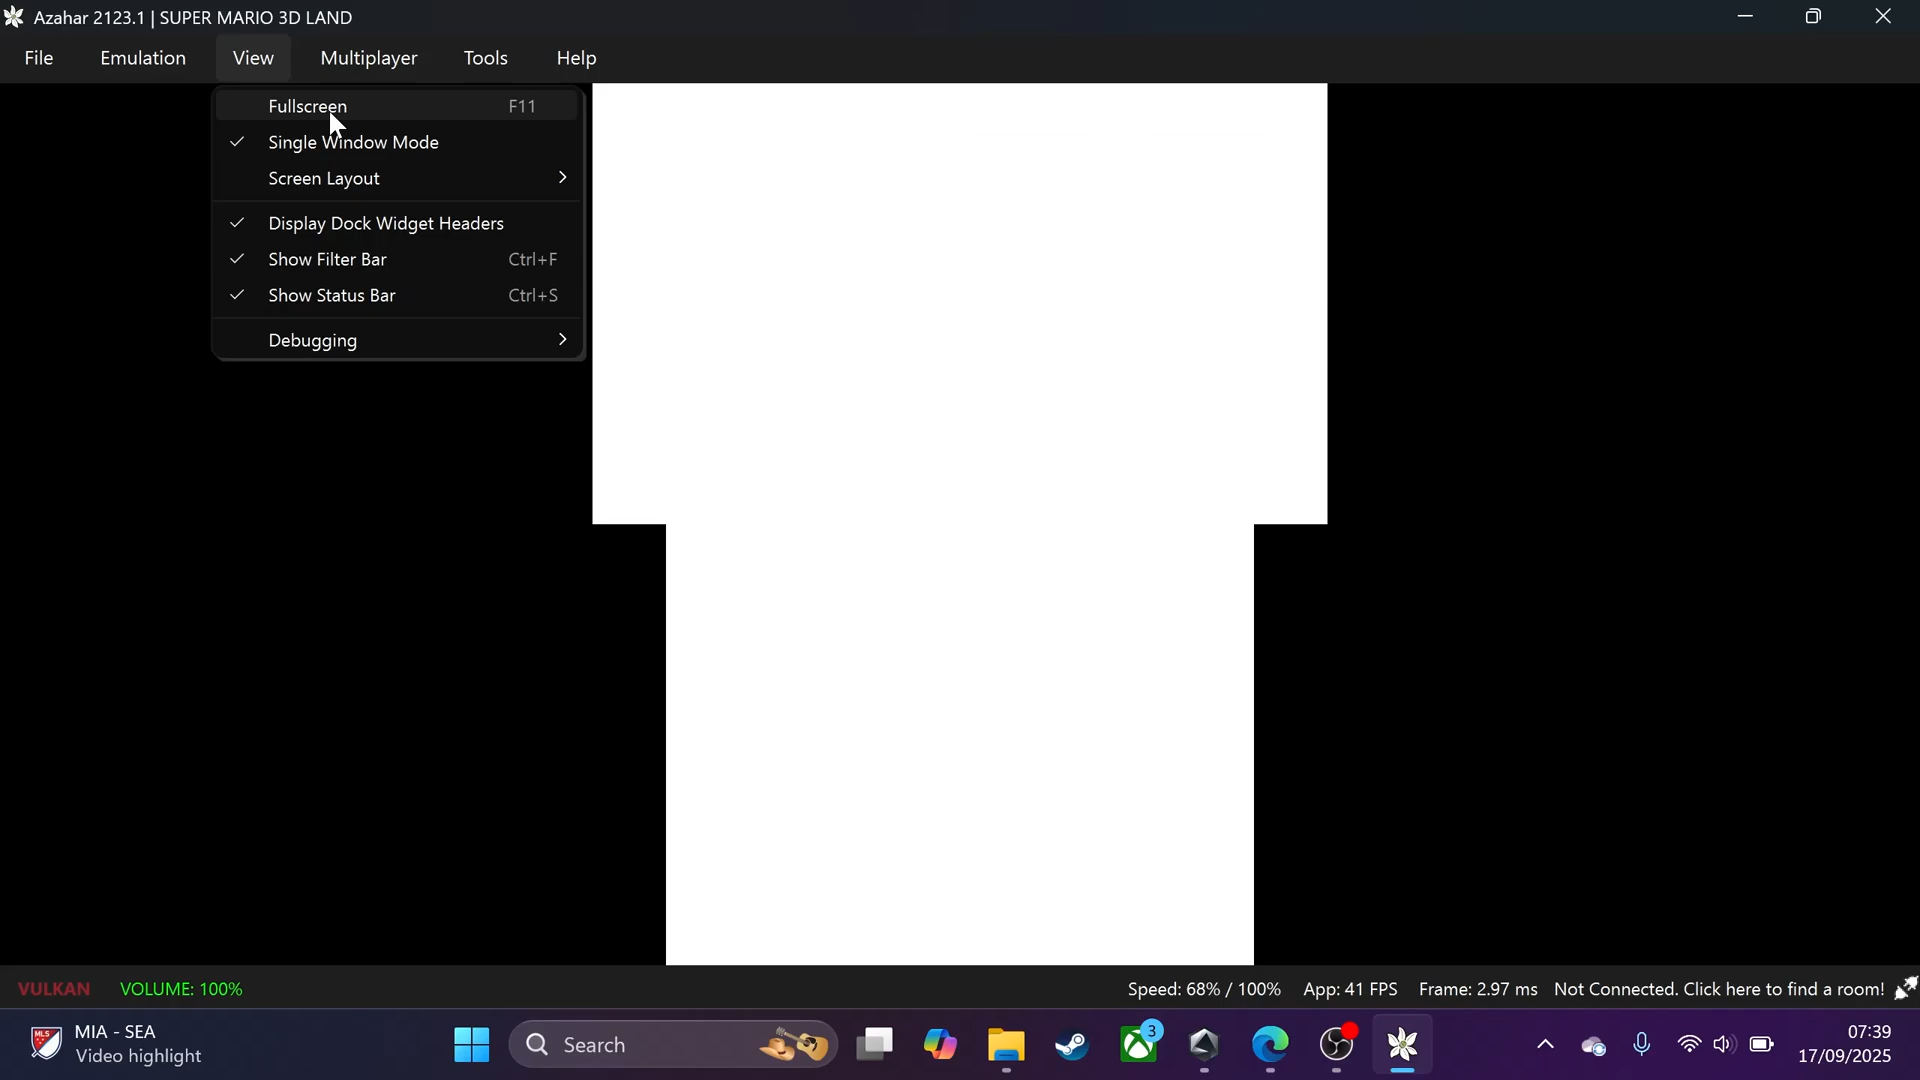 Azahar 2123.1 | SUPER MARIO 3D LAND
File Emulation View Multiplayer Tools Help
Fullscreen F11
Single Window Mode
Screen Layout
Display Dock Widget Headers
Show Filter Bar Ctrl+F
Show Status Bar Ctrl+S
Debugging
VULKAN VOLUME: 100% Speed: 68% / 100% App: 41 FPS Frame: 2.97 ms Not Connected. Click here to find a room!
MLS
MIA - SEA
Video highlight
Search
3
07:39
17/09/2025